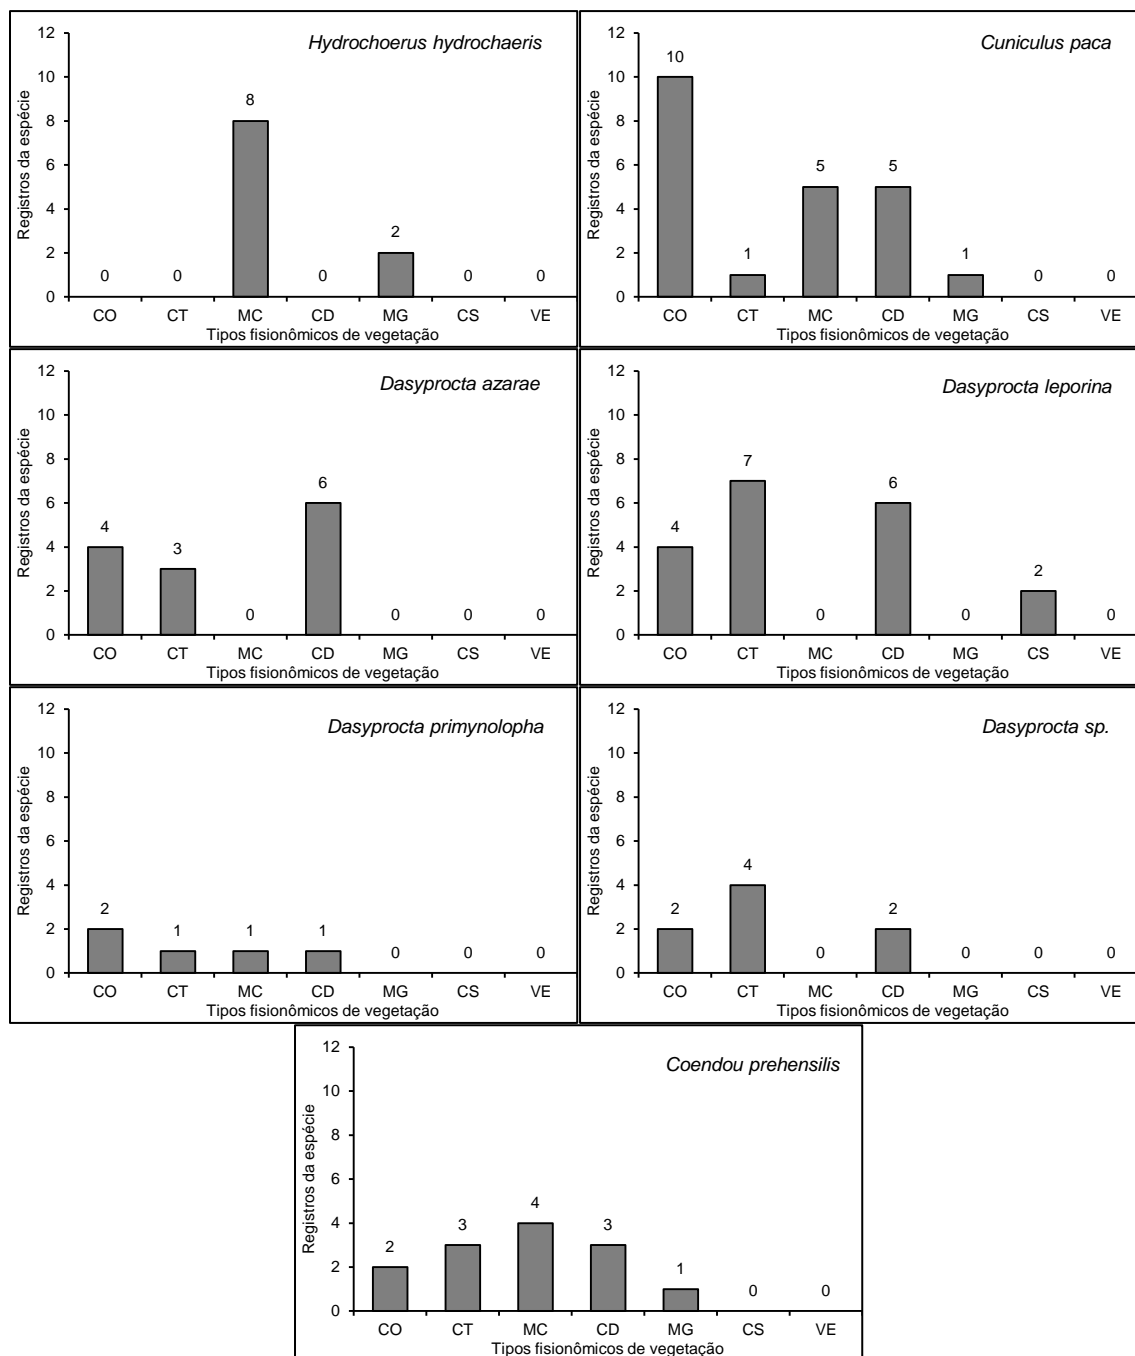 Hydrochoerus hydrochaeris
Registros da espécie
12
10
8
6
4
2
0
0 0 8 0 2 0 0
CO CT MC CD MG CS VE
Tipos fisionômicos de vegetação
Cuniculus paca
Registros da espécie
12
10
8
6
4
2
0
10 1 5 5 1 0 0
CO CT MC CD MG CS VE
Tipos fisionômicos de vegetação
Dasyprocta azarae
Registros da espécie
12
10
8
6
4
2
0
4 3 0 6 0 0 0
CO CT MC CD MG CS VE
Tipos fisionômicos de vegetação
Dasyprocta leporina
Registros da espécie
12
10
8
6
4
2
0
4 7 0 6 0 2 0
CO CT MC CD MG CS VE
Tipos fisionômicos de vegetação
Dasyprocta primynolopha
Registros da espécie
12
10
8
6
4
2
0
2 1 1 1 0 0 0
CO CT MC CD MG CS VE
Tipos fisionômicos de vegetação
Dasyprocta sp.
Registros da espécie
12
10
8
6
4
2
0
2 4 0 2 0 0 0
CO CT MC CD MG CS VE
Tipos fisionômicos de vegetação
Coendou prehensilis
Registros da espécie
12
10
8
6
4
2
0
2 3 4 3 1 0 0
CO CT MC CD MG CS VE
Tipos fisionômicos de vegetação